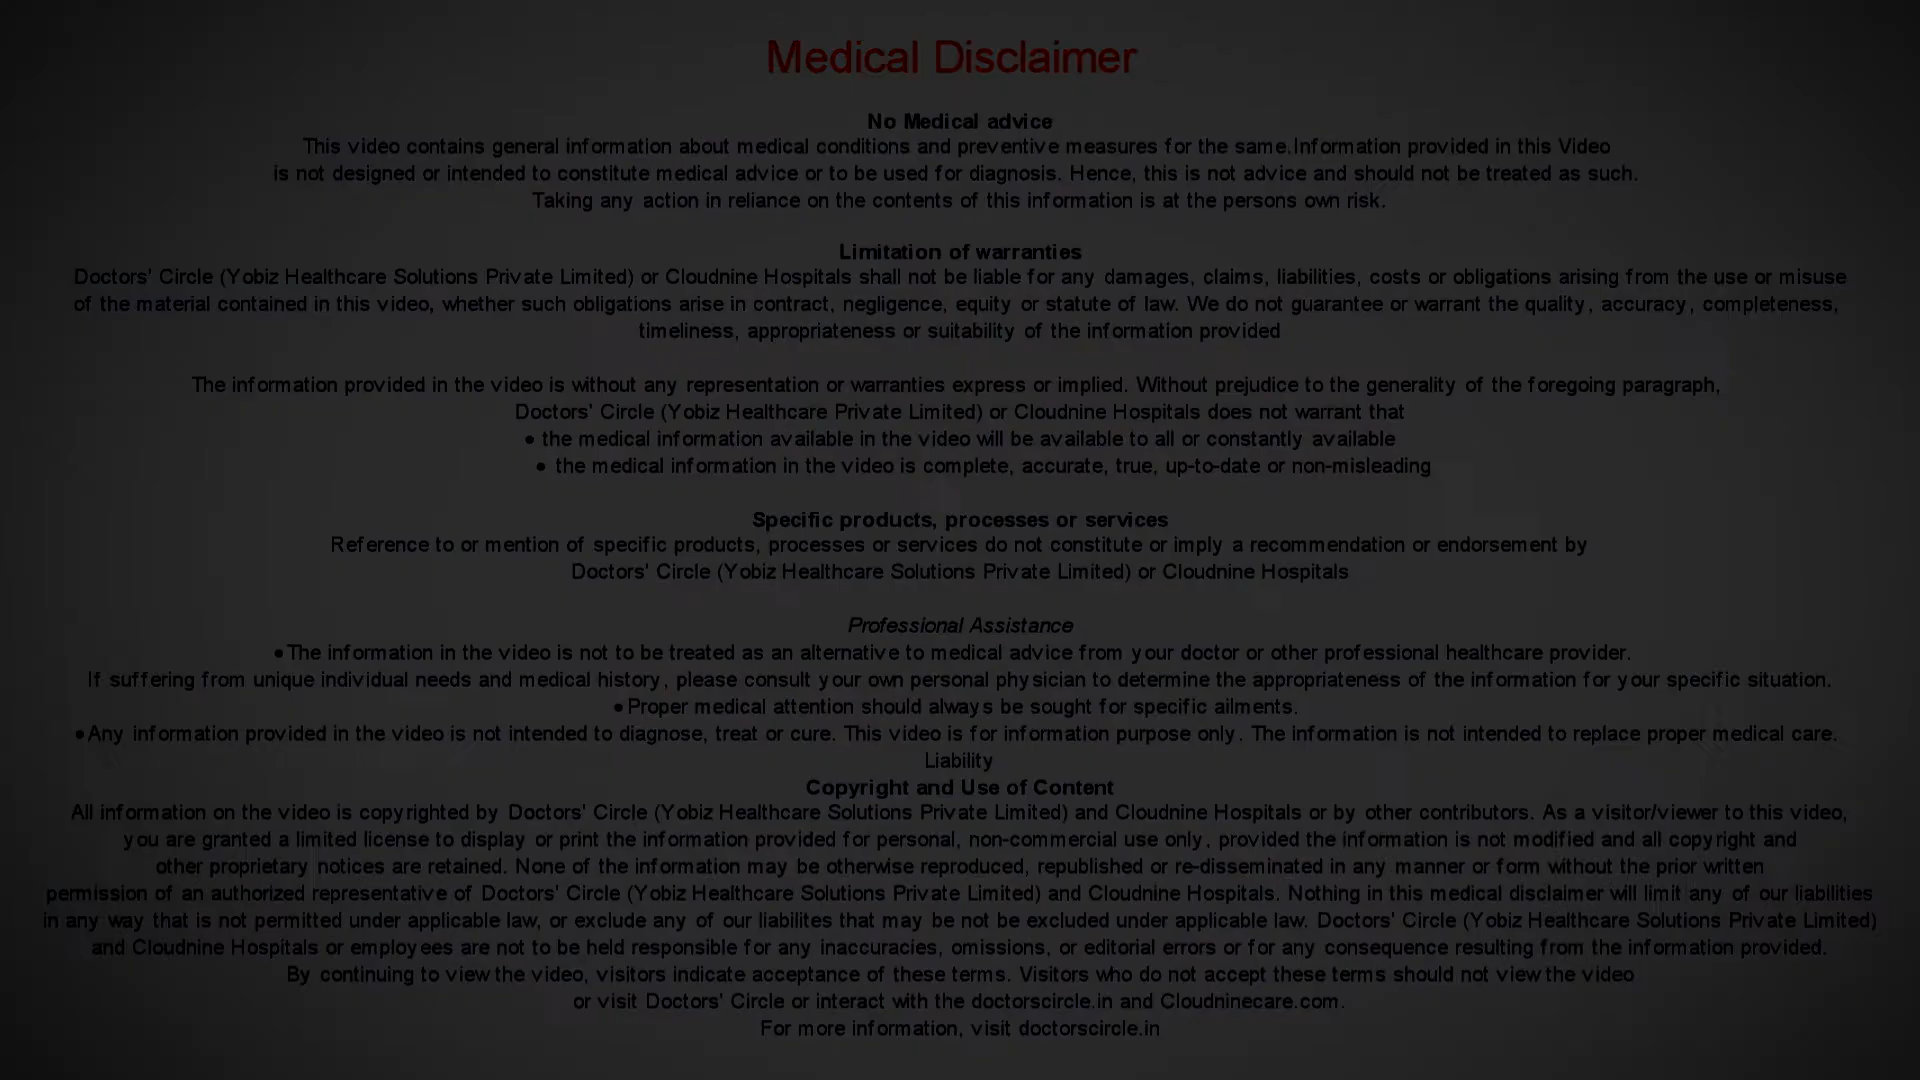 Medical Disclaimer
No Medical advice
This video contains general information about medical conditions and preventive measures for the same.Information provided in this Video
is not designed or intended to constitute medical advice or to be used for diagnosis. Hence, this is not advice and should not be treated as such.
Taking any action in reliance on the contents of this information is at the persons own risk.
Limitation of warranties
Doctors' Circle (Yobiz Healthcare Solutions Private Limited) or Cloudnine Hospitals shall not be liable for any damages, claims, liabilities, costs or obligations arising from the use or misuse
of the material contained in this video, whether such obligations arise in contract, negligence, equity or statute of law. We do not guarantee or warrant the quality, accuracy, completeness,
timeliness, appropriateness or suitability of the information provided
The information provided in the video is without any representation or warranties express or implied. Without prejudice to the generality of the foregoing paragraph,
Doctors' Circle (Yobiz Healthcare Private Limited) or Cloudnine Hospitals does not warrant that
• the medical information available in the video will be available to all or constantly available
• the medical information in the video is complete, accurate, true, up-to-date or non-misleading
Specific products, processes or services
Reference to or mention of specific products, processes or services do not constitute or imply a recommendation or endorsement by
Doctors' Circle (Yobiz Healthcare Solutions Private Limited) or Cloudnine Hospitals
Professional Assistance
•The information in the video is not to be treated as an alternative to medical advice from your doctor or other professional healthcare provider.
If suffering from unique individual needs and medical history, please consult your own personal physician to determine the appropriateness of the information for your specific situation.
•Proper medical attention should always be sought for specific ailments.
•Any information provided in the video is not intended to diagnose, treat or cure. This video is for information purpose only. The information is not intended to replace proper medical care.
Liability
Copyright and Use of Content
All information on the video is copyrighted by Doctors' Circle (Yobiz Healthcare Solutions Private Limited) and Cloudnine Hospitals or by other contributors. As a visitor/viewer to this video,
you are granted a limited license to display or print the information provided for personal, non-commercial use only, provided the information is not modified and all copyright and
other proprietary notices are retained. None of the information may be otherwise reproduced, republished or re-disseminated in any manner or form without the prior written
permission of an authorized representative of Doctors' Circle (Yobiz Healthcare Solutions Private Limited) and Cloudnine Hospitals. Nothing in this medical disclaimer will limit any of our liabilities
in any way that is not permitted under applicable law, or exclude any of our liabilites that may be not be excluded under applicable law. Doctors' Circle (Yobiz Healthcare Solutions Private Limited)
and Cloudnine Hospitals or employees are not to be held responsible for any inaccuracies, omissions, or editorial errors or for any consequence resulting from the information provided.
By continuing to view the video, visitors indicate acceptance of these terms. Visitors who do not accept these terms should not view the video
or visit Doctors' Circle or interact with the doctorscircle.in and Cloudninecare.com.
For more information, visit doctorscircle.in